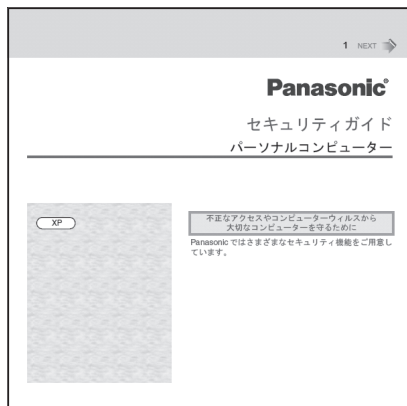 1 NEXT
Panasonic
セキュリティガイド
パーソナルコンピューター
XP
不正なアクセスやコンピューターウィルスから
大切なコンピューターを守るために
Panasonic ではさまざまなセキュリティ機能をご用意し
ています。